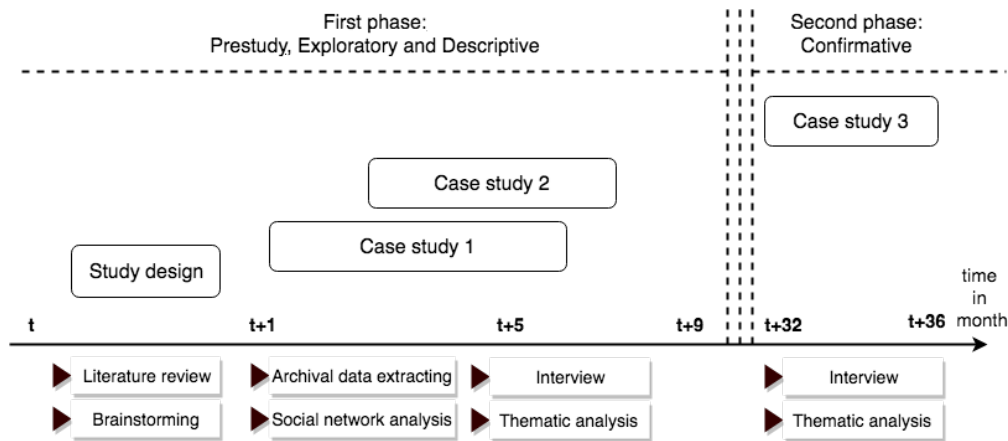 First phase:
Prestudy, Exploratory and Descriptive
Second phase:
Confirmative
Case study 3
Case study 2
Case study 1
Study design
time
in
month
t
t+1
t+5
t+9
t+32
t+36
Literature review
Archival data extracting
Interview
Interview
Brainstorming
Social network analysis
Thematic analysis
Thematic analysis